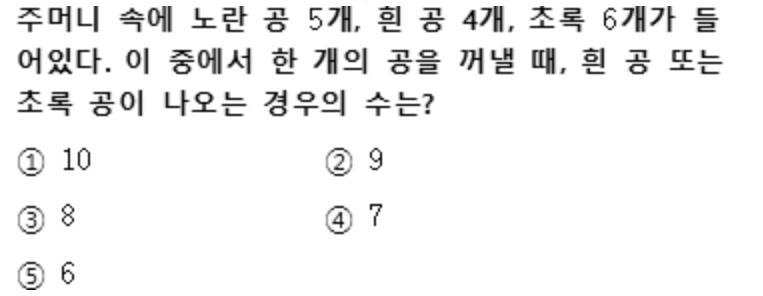 주머니 속에 노란 공 5개, 흰 공 4개, 초록 6개가 들
어있다. 이 중에서 한 개의 공을 꺼낼 때, 흰 공 또는
초록 공이 나오는 경우의 수는?
① 10 ② 9
③ 8 ④ 7
⑤ 6